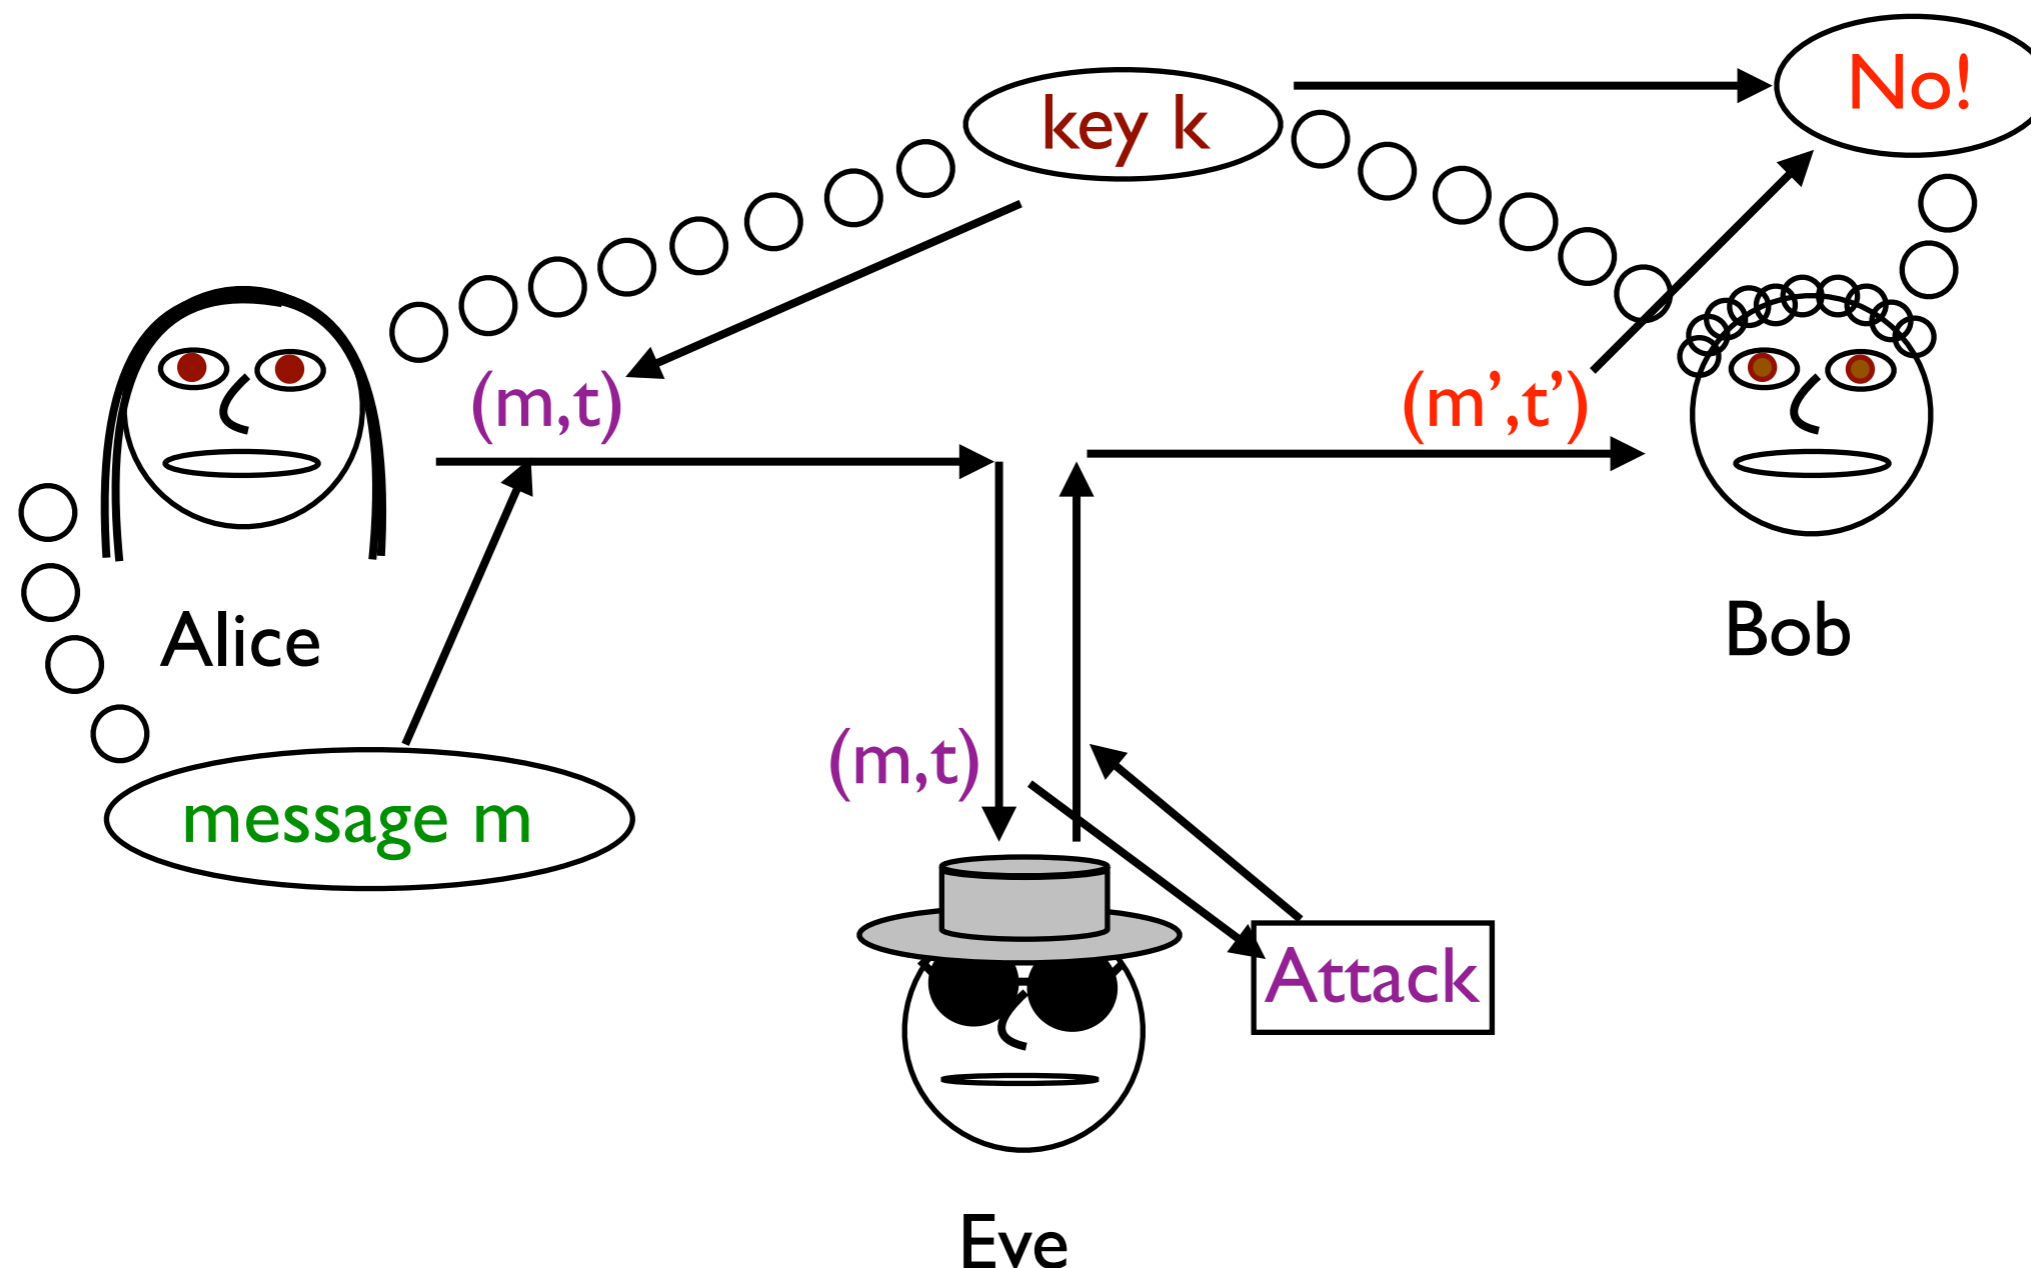 No!
key k
(m,t)
(m’,t’)
Alice
Bob
(m,t)
message m
Attack
Eve